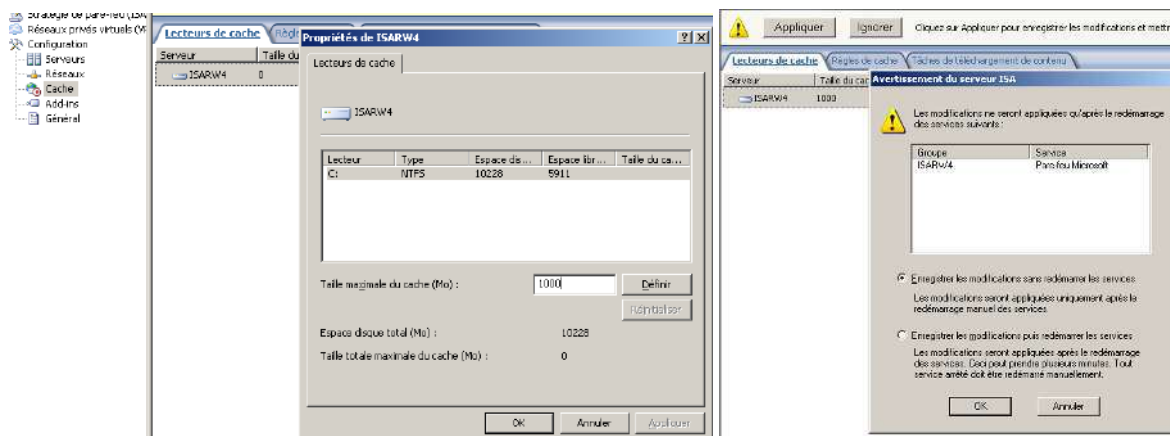 Stratégie de pare-feu (ISA
Réseaux privés virtuels (VP
Configuration
Serveurs
Réseaux
Cache
Add-ins
Général
Lecteurs de cache
Règl
Serveur
Taille du
ISARW4
0
Propriétés de ISARW4
Lecteurs de cache
ISARW4
Lecteur
Type
Espace dis...
Espace libr...
Taille du ca...
C:
NTFS
10228
5911
Taille maximale du cache (Mo) :
1000
Définir
Réinitialiser
Espace disque total (Mo) :
10228
Taille totale maximale du cache (Mo) :
0
OK
Annuler
Appliquer
Appliquer
Ignorer
Cliquez sur Appliquer pour enregistrer les modifications et mettr
Lecteurs de cache
Règles de cache
Tâches de téléchargement de contenu
Serveur
Taille du cac
ISARW4
1000
Avertissement du serveur ISA
Les modifications ne seront appliquées qu'après le redémarrage
des services suivants :
Groupe
Service
ISARW4
Pare-feu Microsoft
Enregistrer les modifications sans redémarrer les services
Les modifications seront appliquées uniquement après le
redémarrage manuel des services.
Enregistrer les modifications puis redémarrer les services
Les modifications seront appliquées après le redémarrage
des services. Ceci peut prendre plusieurs minutes. Tout
service arrêté doit être redémarré manuellement.
OK
Annuler